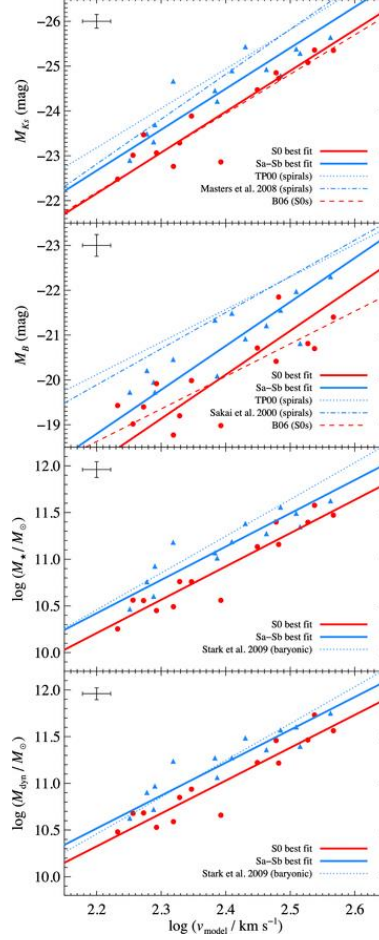 −26
−25
−24
−23
−22
M_Ks (mag)
S0 best fit
Sa−Sb best fit
TP00 (spirals)
Masters et al. 2008 (spirals)
B06 (S0s)
−23
−22
−21
−20
−19
M_B (mag)
S0 best fit
Sa−Sb best fit
TP00 (spirals)
Sakai et al. 2000 (spirals)
B06 (S0s)
12.0
11.5
11.0
10.5
10.0
log (M⋆ / M⊙)
S0 best fit
Sa−Sb best fit
Stark et al. 2009 (baryonic)
12.0
11.5
11.0
10.5
10.0
log (M_dyn / M⊙)
S0 best fit
Sa−Sb best fit
Stark et al. 2009 (baryonic)
2.2 2.3 2.4 2.5 2.6
log (v_model / km s⁻¹)